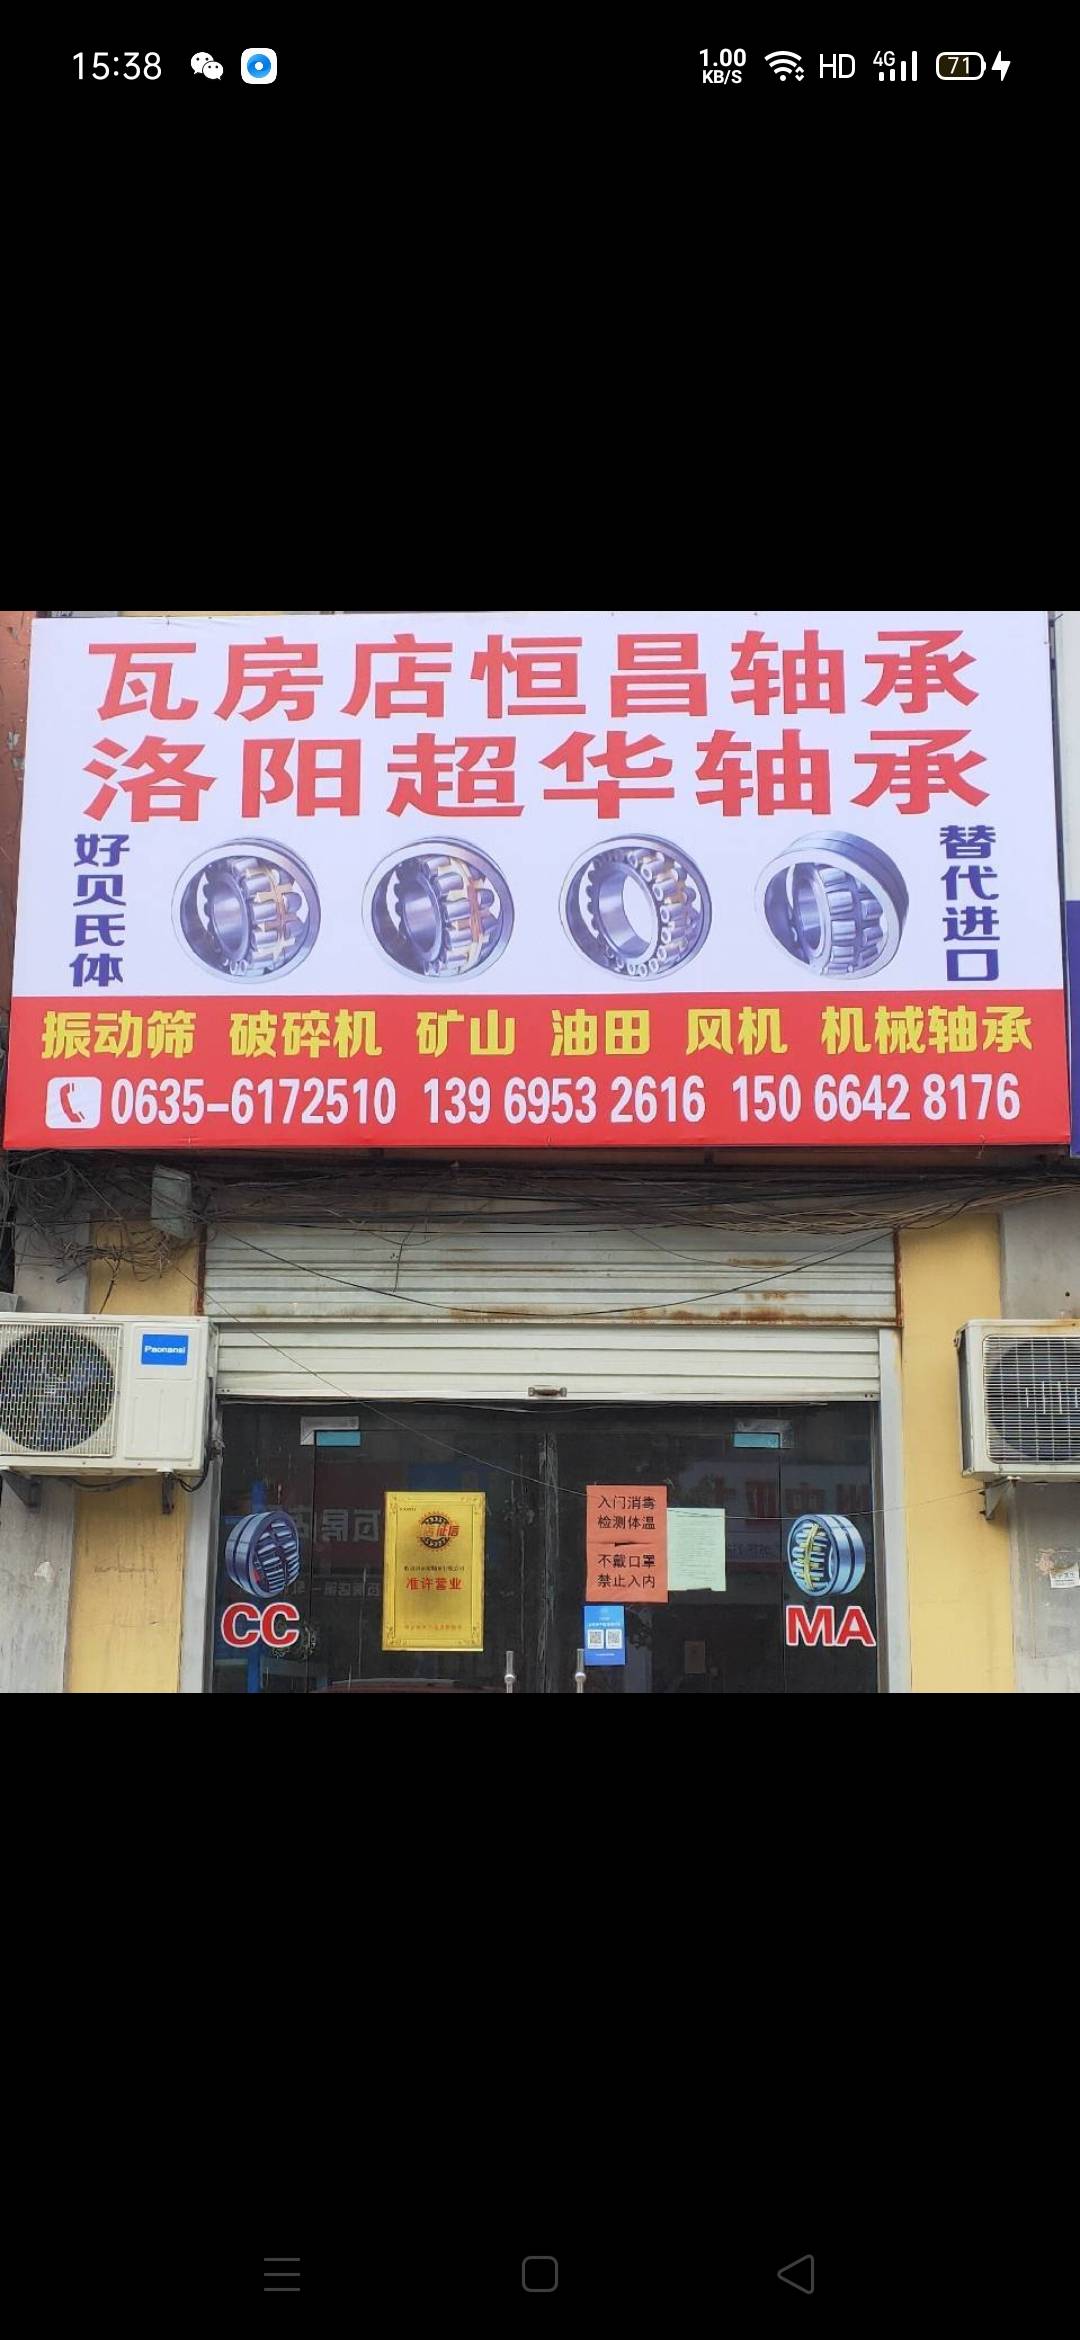 15:38
1.00
KB/S
HD
4G
71
瓦房店恒昌轴承
洛阳超华轴承
好贝氏体
替代进口
振动筛 破碎机 矿山 油田 风机 机械轴承
0635-6172510 139 6953 2616 150 6642 8176
Paonansi
入门消毒
检测体温
不戴口罩
禁止入内
准许营业
CC
MA